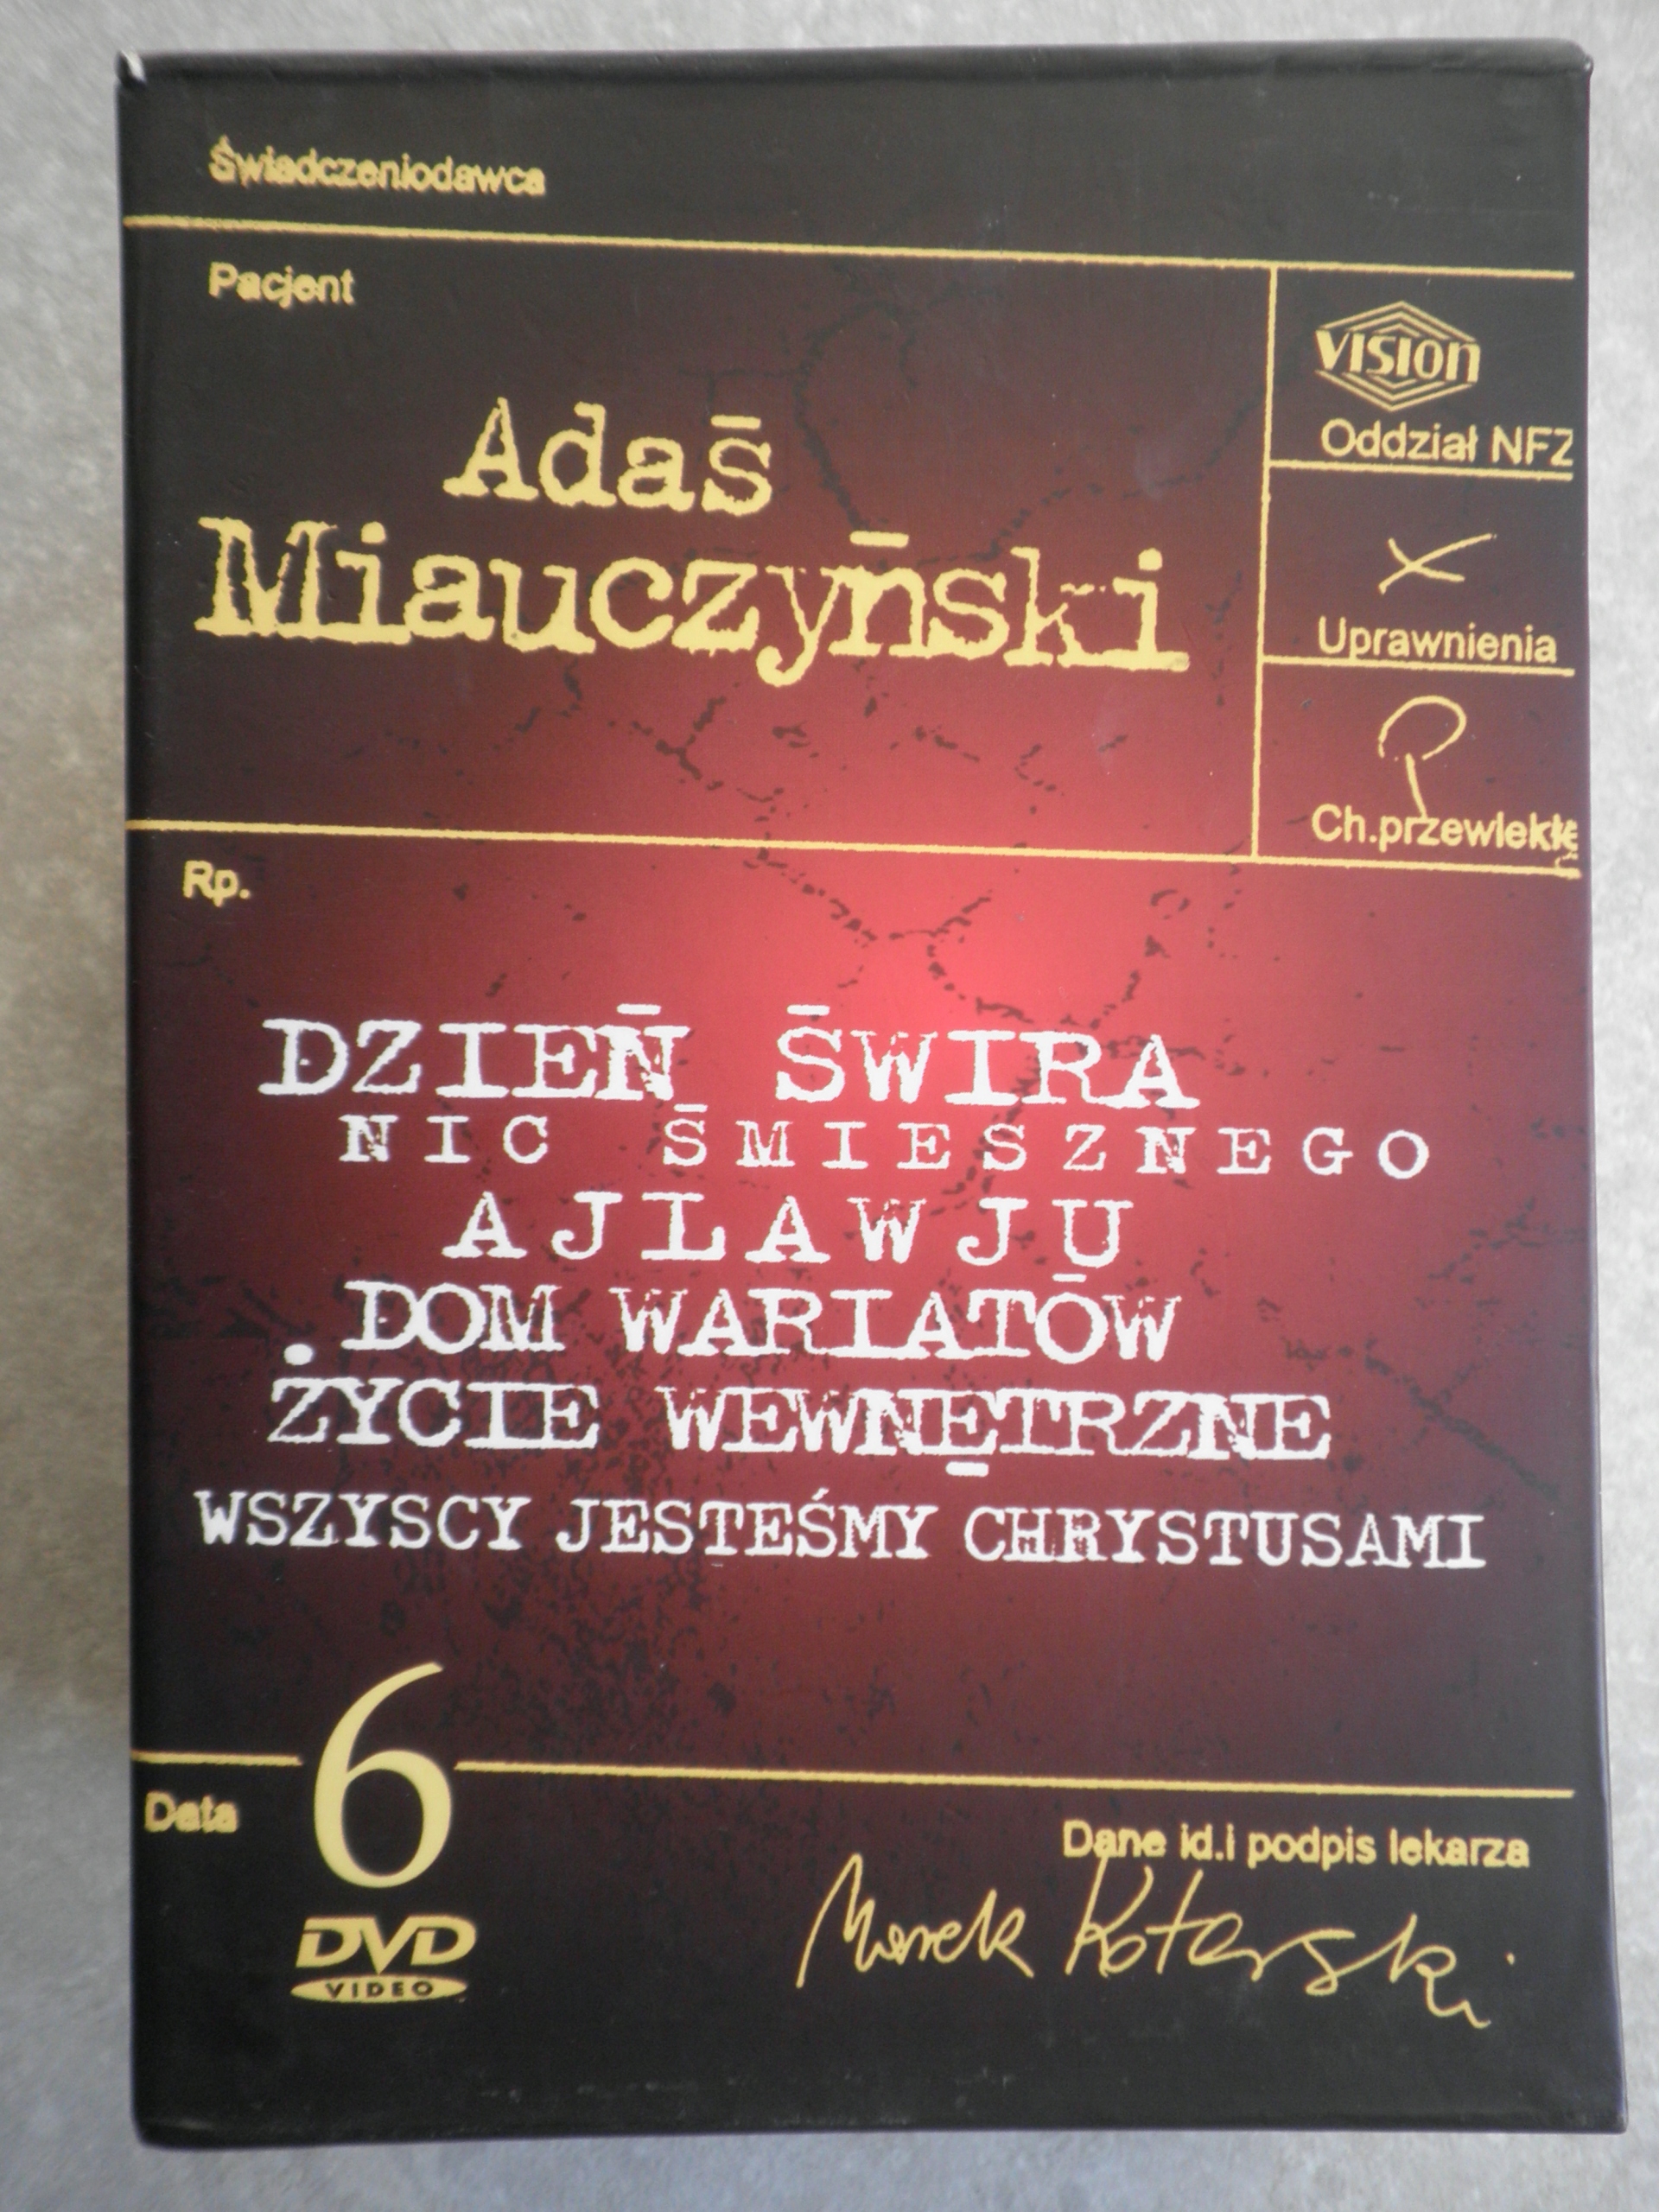 Świadczeniodawca
Pacjent
Adaś
Miauczyński
VISION
Oddział NFZ
X
Uprawnienia
P
Ch.przewlekłe
Rp.
DZIEŃ ŚWIRA
NIC ŚMIESZNEGO
AJLAWJU
DOM WARIATÓW
ŻYCIE WEWNĘTRZNE
WSZYSCY JESTEŚMY CHRYSTUSAMI
Data
6
DVD
VIDEO
Dane id.i podpis lekarza
Marek Koterski